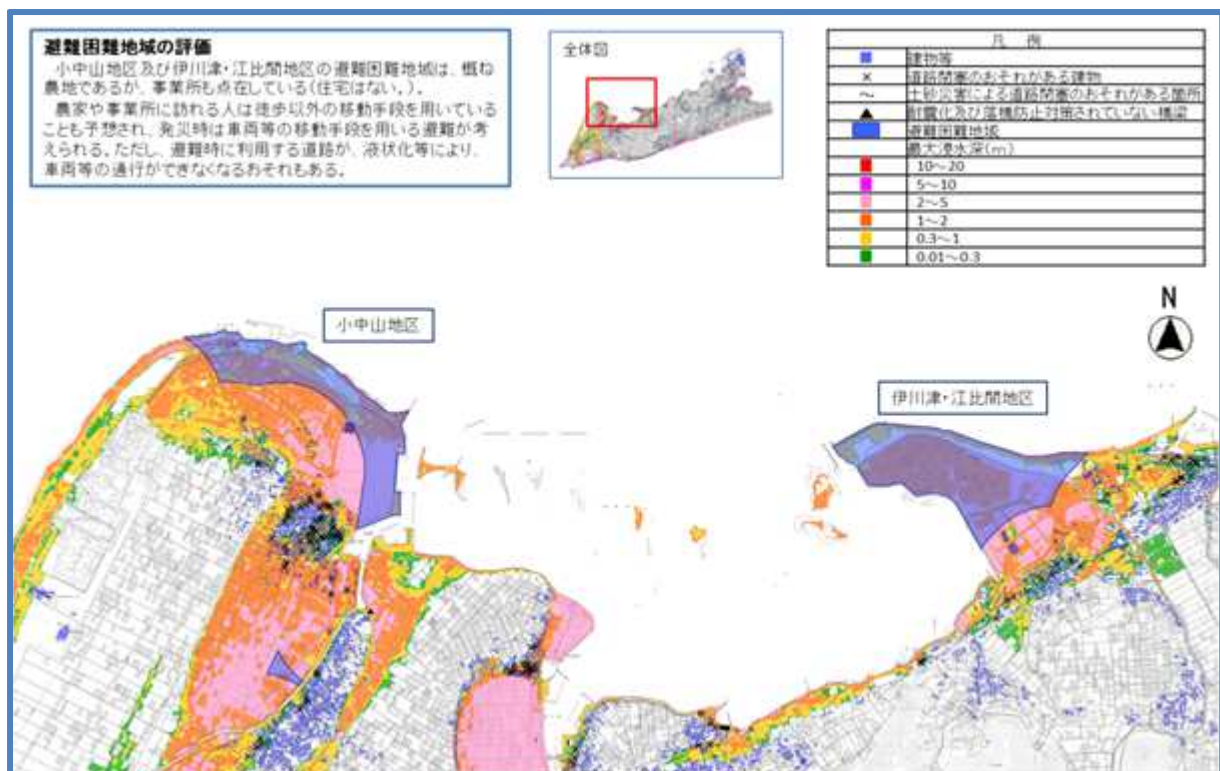 避難困難地域の評価
小中山地区及び伊川津・江比間地区の避難困難地域は、概ね
農地であるが、事業所も点在している(住宅はない。)。
農家や事業所に訪れる人は徒歩以外の移動手段を用いている
ことも予想され、発災時は車両等の移動手段を用いる避難が考
えられる。ただし、避難時に利用する道路が、液状化等により、
車両等の通行ができなくなるおそれもある。
全体図
凡 例
建物等
道路閉塞のおそれがある建物
土砂災害による道路閉塞のおそれがある箇所
耐震化及び落橋防止対策されていない橋梁
避難困難地域
最大浸水深(m)
10～20
5～10
2～5
1～2
0.3～1
0.01～0.3
N
小中山地区
伊川津・江比間地区